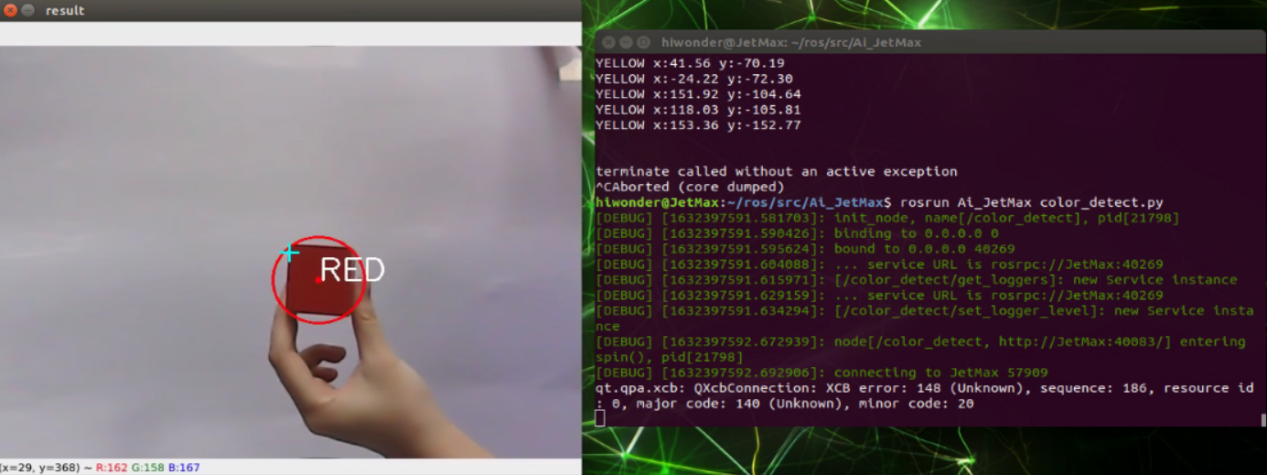 result
RED
(x=29, y=368) ~ R:162 G:158 B:167
hiwonder@JetMax: ~/ros/src/Ai_JetMax
YELLOW x:41.56 y:-70.19
YELLOW x:-24.22 y:-72.30
YELLOW x:151.92 y:-104.64
YELLOW x:118.03 y:-105.81
YELLOW x:153.36 y:-152.77
terminate called without an active exception
^CAborted (core dumped)
hiwonder@JetMax:~/ros/src/Ai_JetMax$ rosrun Ai_JetMax color_detect.py
[DEBUG] [1632397591.581703]: init_node, name[/color_detect], pid[21798]
[DEBUG] [1632397591.590426]: binding to 0.0.0.0 0
[DEBUG] [1632397591.595624]: bound to 0.0.0.0 40269
[DEBUG] [1632397591.604088]: ... service URL is rosrpc://JetMax:40269
[DEBUG] [1632397591.615971]: [/color_detect/get_loggers]: new Service instance
[DEBUG] [1632397591.629159]: ... service URL is rosrpc://JetMax:40269
[DEBUG] [1632397591.634294]: [/color_detect/set_logger_level]: new Service insta
nce
[DEBUG] [1632397592.672939]: node[/color_detect, http://JetMax:40083/] entering
spin(), pid[21798]
[DEBUG] [1632397592.692906]: connecting to JetMax 57909
qt.qpa.xcb: QXcbConnection: XCB error: 148 (Unknown), sequence: 186, resource id
: 0, major code: 140 (Unknown), minor code: 20